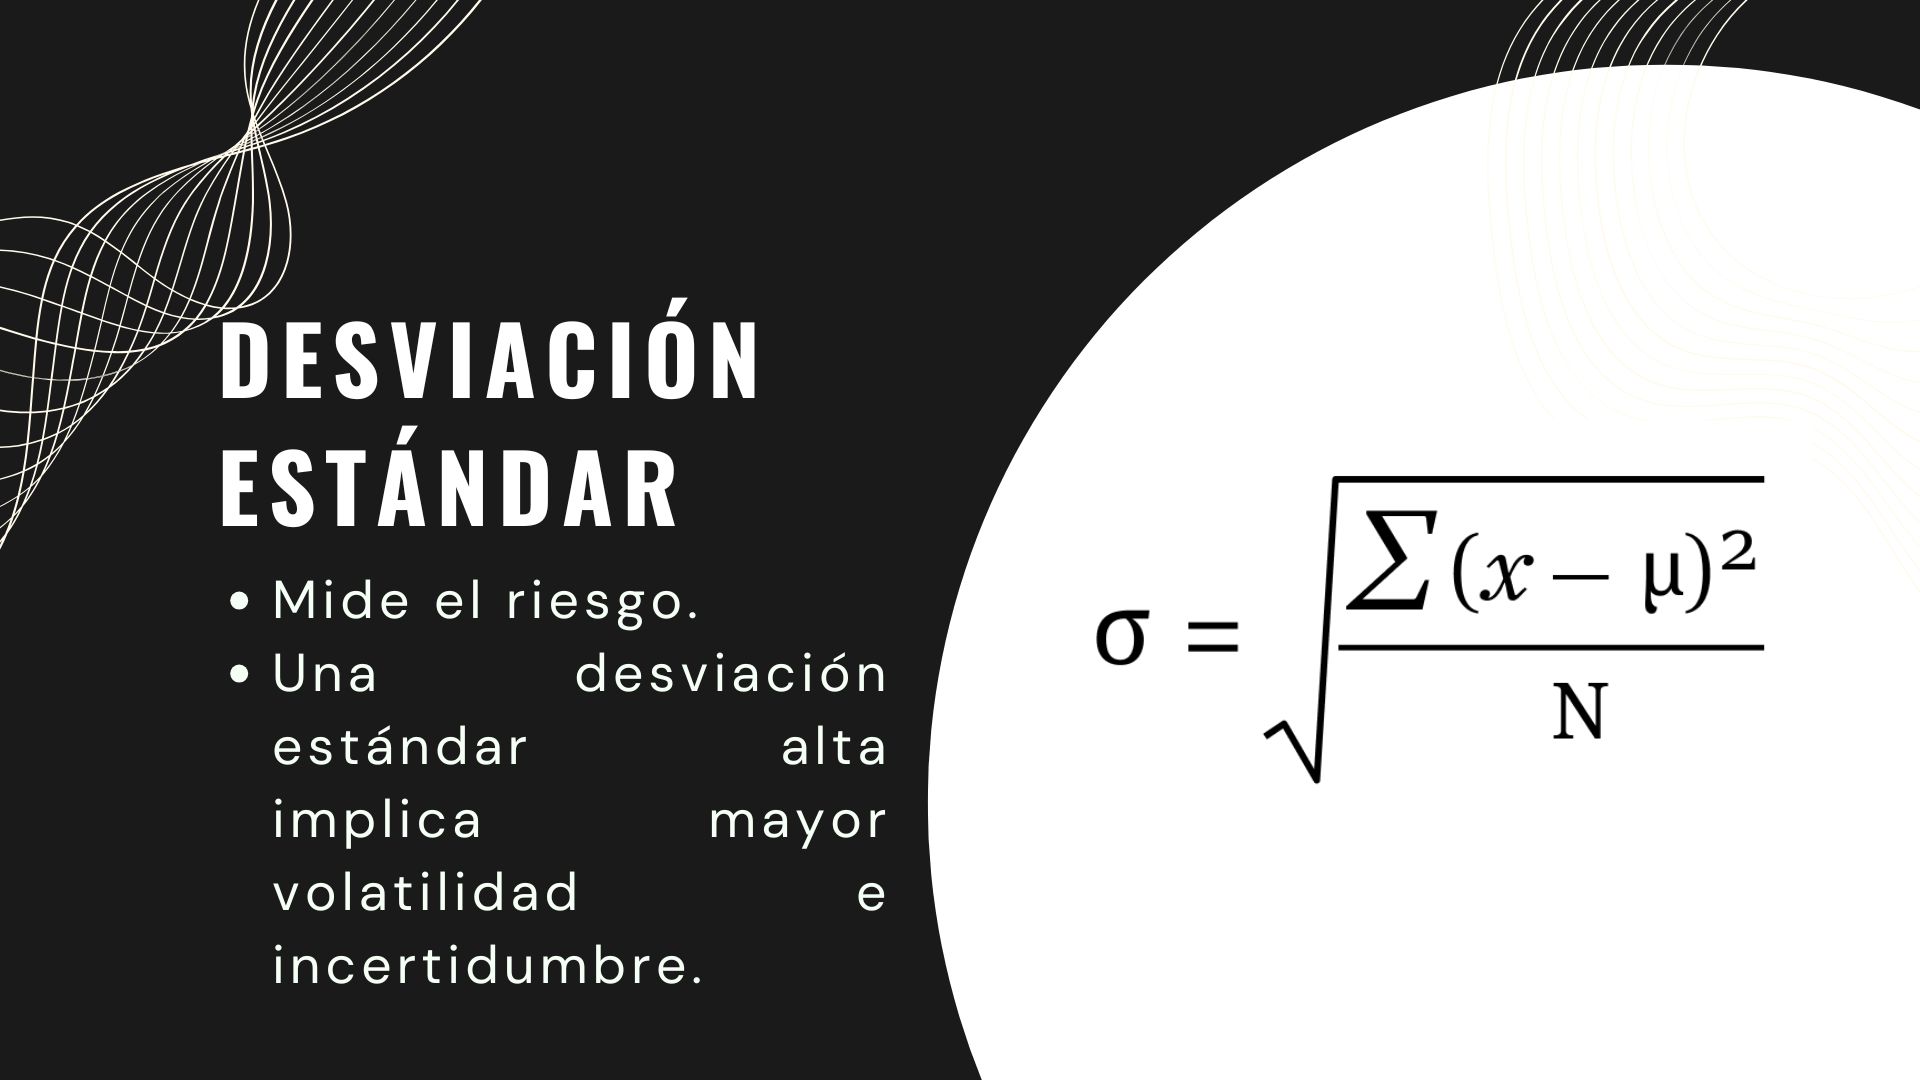 DESVIACIÓN
ESTÁNDAR
• Mide el riesgo.
• Una desviación
estándar alta
implica mayor
volatilidad e
incertidumbre.
σ = √(∑(x − μ)² / N)